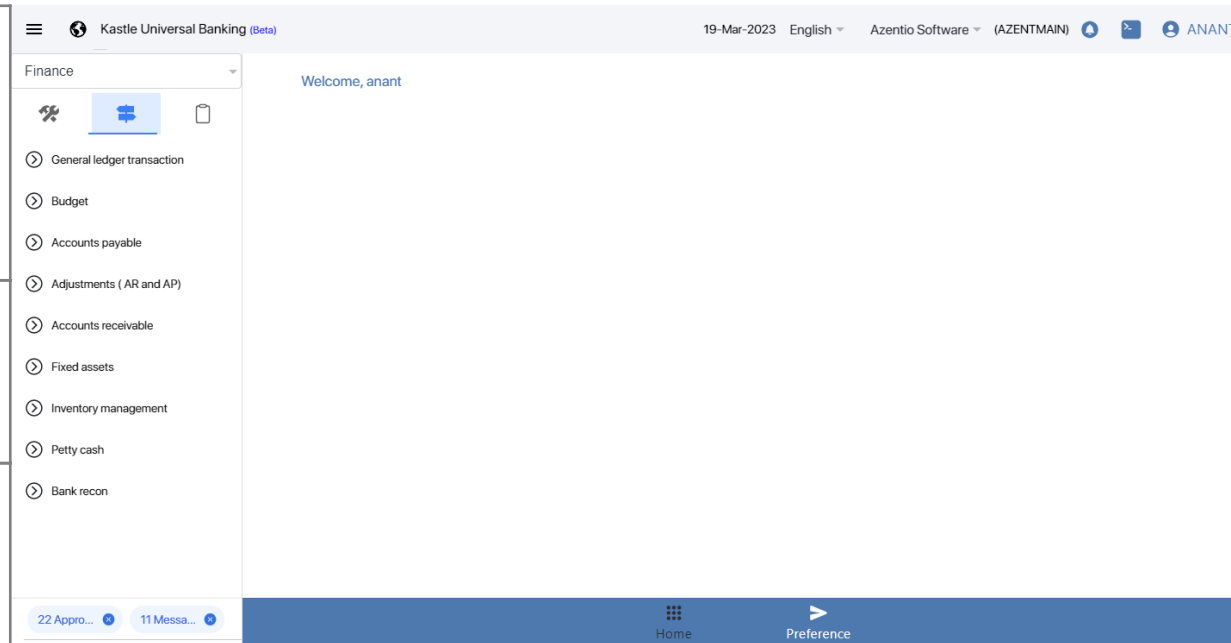 Kastle Universal Banking (Beta) 19-Mar-2023 English Azentio Software (AZENTMAIN) ANANT
Finance
Welcome, anant
General ledger transaction
Budget
Accounts payable
Adjustments ( AR and AP)
Accounts receivable
Fixed assets
Inventory management
Petty cash
Bank recon
22 Appro... 11 Messa...
Home Preference